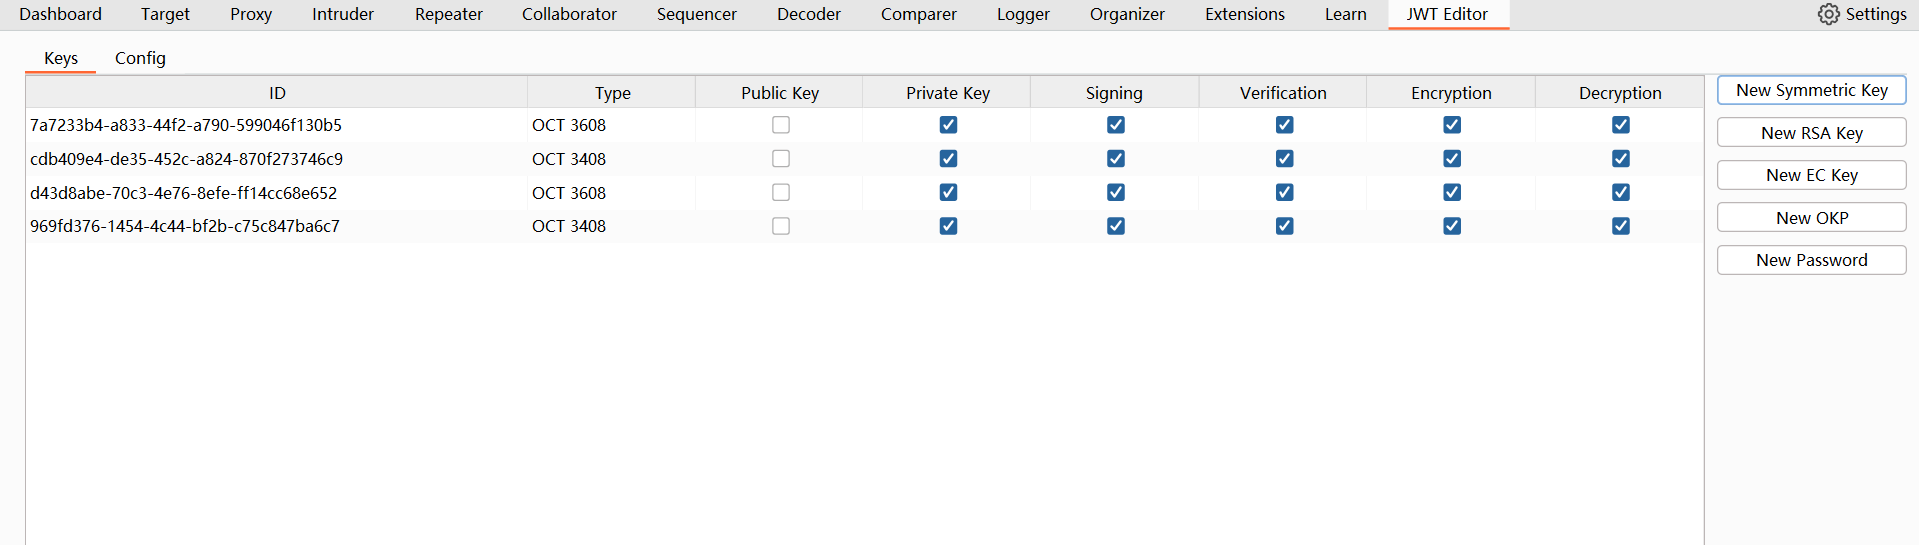 Dashboard Target Proxy Intruder Repeater Collaborator Sequencer Decoder Comparer Logger Organizer Extensions Learn JWT Editor Settings
Keys Config
ID Type Public Key Private Key Signing Verification Encryption Decryption
7a7233b4-a833-44f2-a790-599046f130b5 OCT 3608
cdb409e4-de35-452c-a824-870f273746c9 OCT 3408
d43d8abe-70c3-4e76-8efe-ff14cc68e652 OCT 3608
969fd376-1454-4c44-bf2b-c75c847ba6c7 OCT 3408
New Symmetric Key
New RSA Key
New EC Key
New OKP
New Password